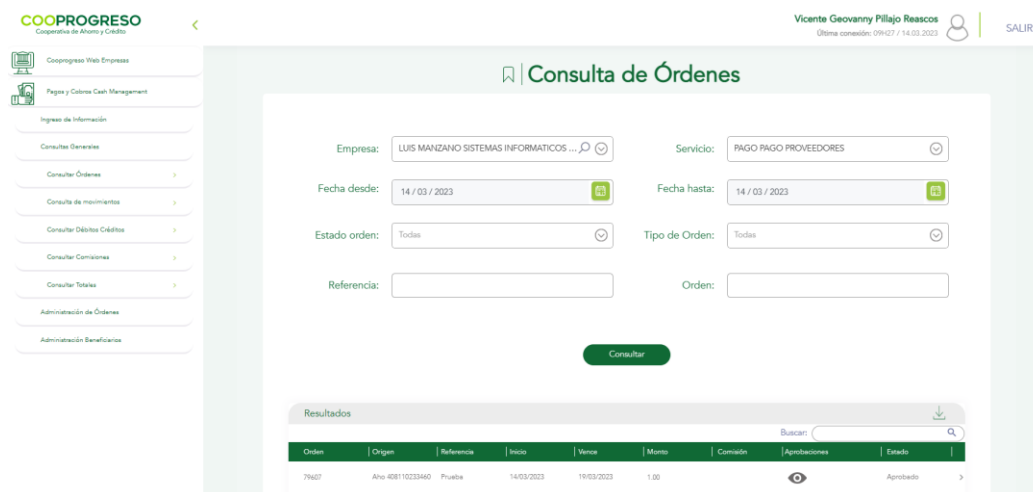 COOPROGRESO
Cooperativa de Ahorro y Crédito
Vicente Geovanny Pillajo Reascos
Última conexión: 09H27 / 14.03.2023
SALIR
Cooprogreso Web Empresas
Pagos y Cobros Cash Management
Ingreso de Información
Consultas Generales
Consultar Órdenes
Consulta de movimientos
Consultar Débitos Créditos
Consultar Comisiones
Consultar Totales
Administración de Órdenes
Administración Beneficiarios
Consulta de Órdenes
Empresa: LUIS MANZANO SISTEMAS INFORMATICOS ... Servicio: PAGO PAGO PROVEEDORES
Fecha desde: 14 / 03 / 2023 Fecha hasta: 14 / 03 / 2023
Estado orden: Todas Tipo de Orden: Todas
Referencia: Orden:
Consultar
Resultados
Buscar:
Orden Origen Referencia Inicio Vence Monto Comisión Aprobaciones Estado
79607 Aho 408110233460 Prueba 14/03/2023 19/03/2023 1.00 Aprobado